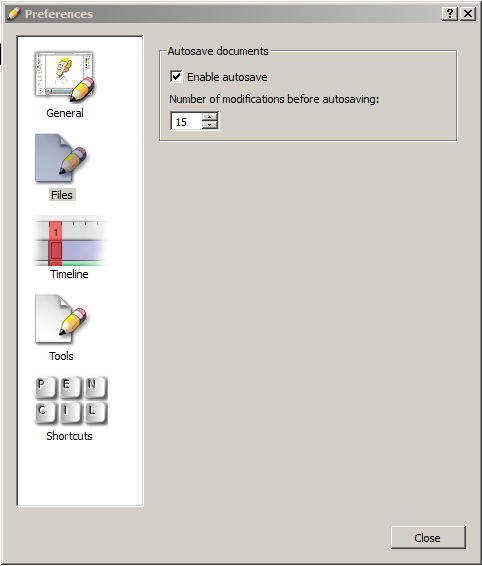 Preferences
General
Files
1
Timeline
Tools
P E N
C I L
Shortcuts
Autosave documents
Enable autosave
Number of modifications before autosaving:
15
Close